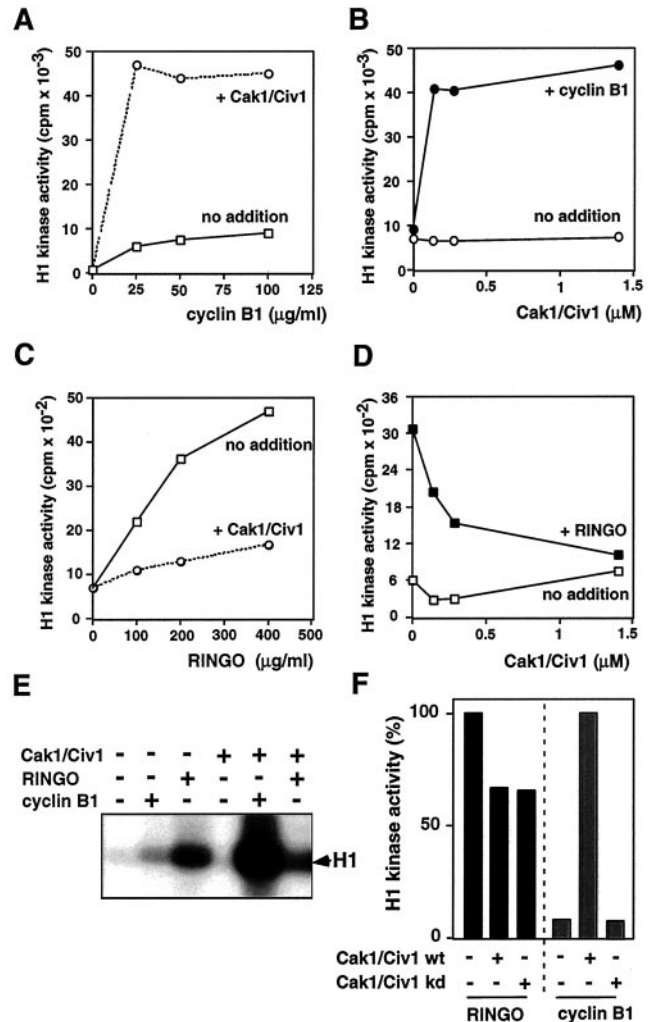 A
H1 kinase activity (cpm x 10-3)
50
40
30
20
10
0
+ Cak1/Civ1
no addition
0 25 50 75 100 125
cyclin B1 (μg/ml)
B
H1 kinase activity (cpm x 10-3)
50
40
30
20
10
0
+ cyclin B1
no addition
0 0.5 1 1.5
Cak1/Civ1 (μM)
C
H1 kinase activity (cpm x 10-2)
50
40
30
20
10
0
no addition
+ Cak1/Civ1
0 100 200 300 400 500
RINGO (μg/ml)
D
H1 kinase activity (cpm x 10-2)
36
30
24
18
12
6
0
+ RINGO
no addition
0 0.5 1 1.5
Cak1/Civ1 (μM)
E
Cak1/Civ1 - - - + + +
RINGO - - + - - +
cyclin B1 - + - - + -
H1
F
H1 kinase activity (%)
100
50
0
Cak1/Civ1 wt - + - - + -
Cak1/Civ1 kd - - + - - +
RINGO cyclin B1